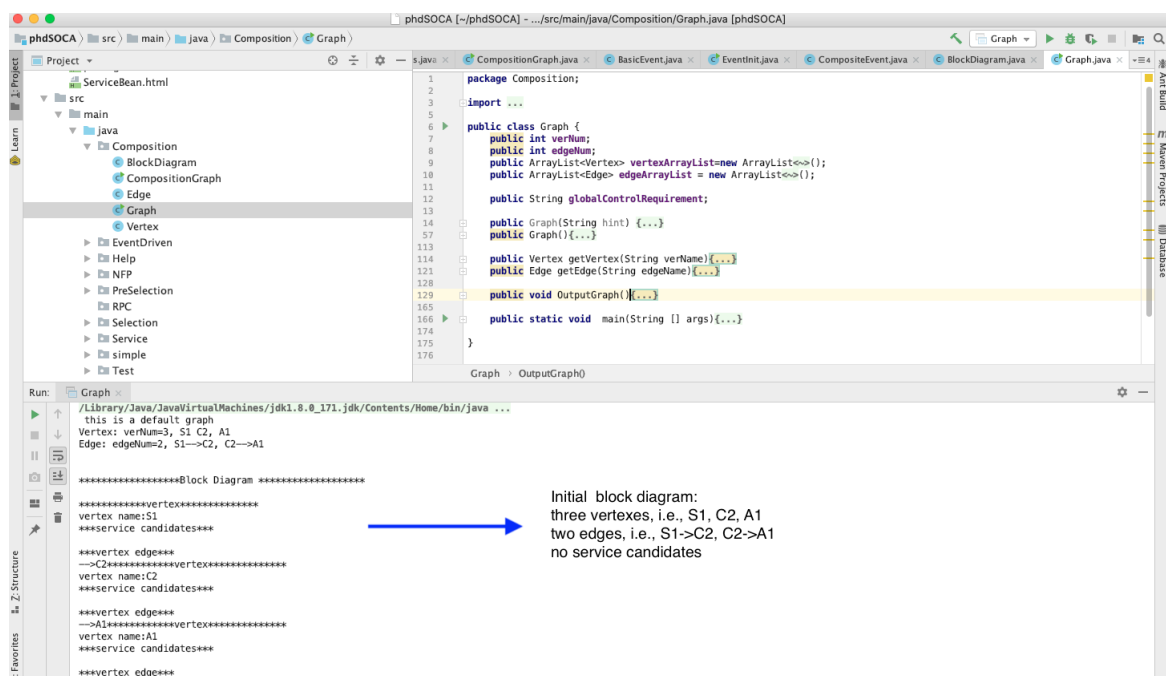 phdSOCA [~/phdSOCA] - .../src/main/java/Composition/Graph.java [phdSOCA]
phdSOCA src main java Composition Graph
Graph
Project
s.java CompositionGraph.java BasicEvent.java EventInit.java CompositeEvent.java BlockDiagram.java Graph.java
1: Project
Learn
Z: Structure
Favorites
Ant Build
Maven Projects
Database
ServiceBean.html
src
main
java
Composition
BlockDiagram
CompositionGraph
Edge
Graph
Vertex
EventDriven
Help
NFP
PreSelection
RPC
Selection
Service
simple
Test
1 package Composition;
2
3 import ...
5
6 public class Graph {
7 public int verNum;
8 public int edgeNum;
9 public ArrayList<Vertex> vertexArrayList=new ArrayList<~>();
10 public ArrayList<Edge> edgeArrayList = new ArrayList<~>();
11
12 public String globalControlRequirement;
13
14 public Graph(String hint) {...}
57 public Graph(){...}
113
114 public Vertex getVertex(String verName){...}
121 public Edge getEdge(String edgeName){...}
128
129 public void OutputGraph(){...}
165
166 public static void main(String [] args){...}
174
175 }
176
Graph › OutputGraph()
Run: Graph
/Library/Java/JavaVirtualMachines/jdk1.8.0_171.jdk/Contents/Home/bin/java ...
this is a default graph
Vertex: verNum=3, S1 C2, A1
Edge: edgeNum=2, S1-->C2, C2-->A1
******************Block Diagram *******************
************vertex**************
vertex name:S1
***service candidates***
***vertex edge***
-->C2************vertex**************
vertex name:C2
***service candidates***
***vertex edge***
-->A1************vertex**************
vertex name:A1
***service candidates***
***vertex edge***
Initial block diagram:
three vertexes, i.e., S1, C2, A1
two edges, i.e., S1->C2, C2->A1
no service candidates